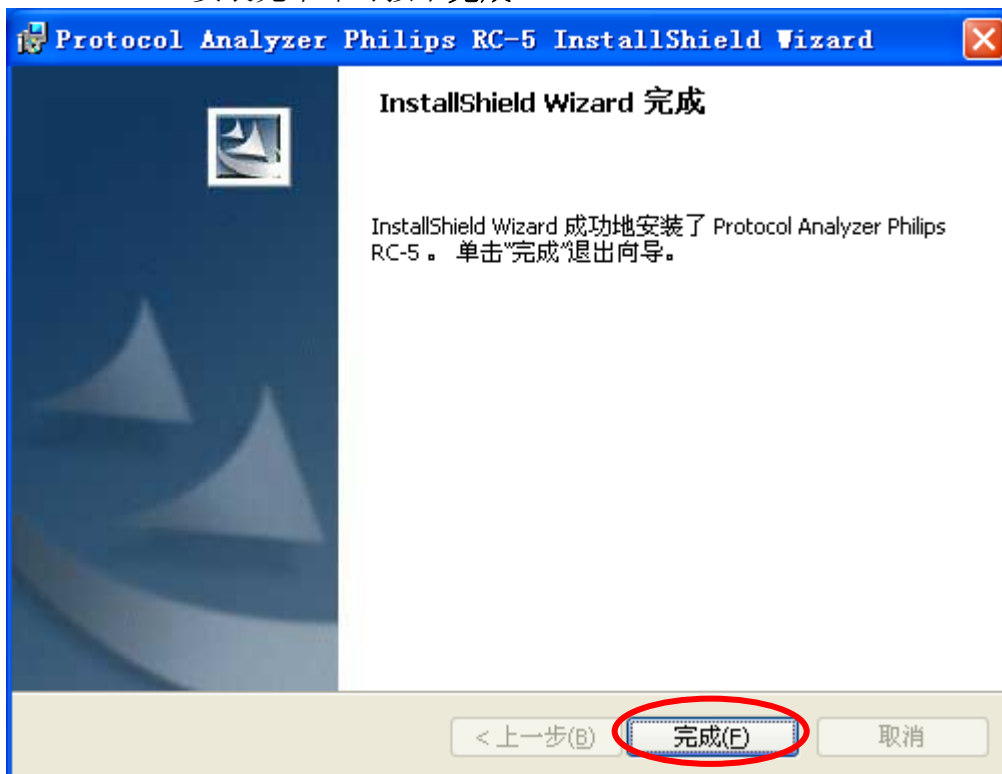 Protocol Analyzer Philips RC-5 InstallShield Wizard
InstallShield Wizard 完成
InstallShield Wizard 成功地安装了 Protocol Analyzer Philips
RC-5 。 单击"完成"退出向导。
<上一步(B) 完成(F) 取消